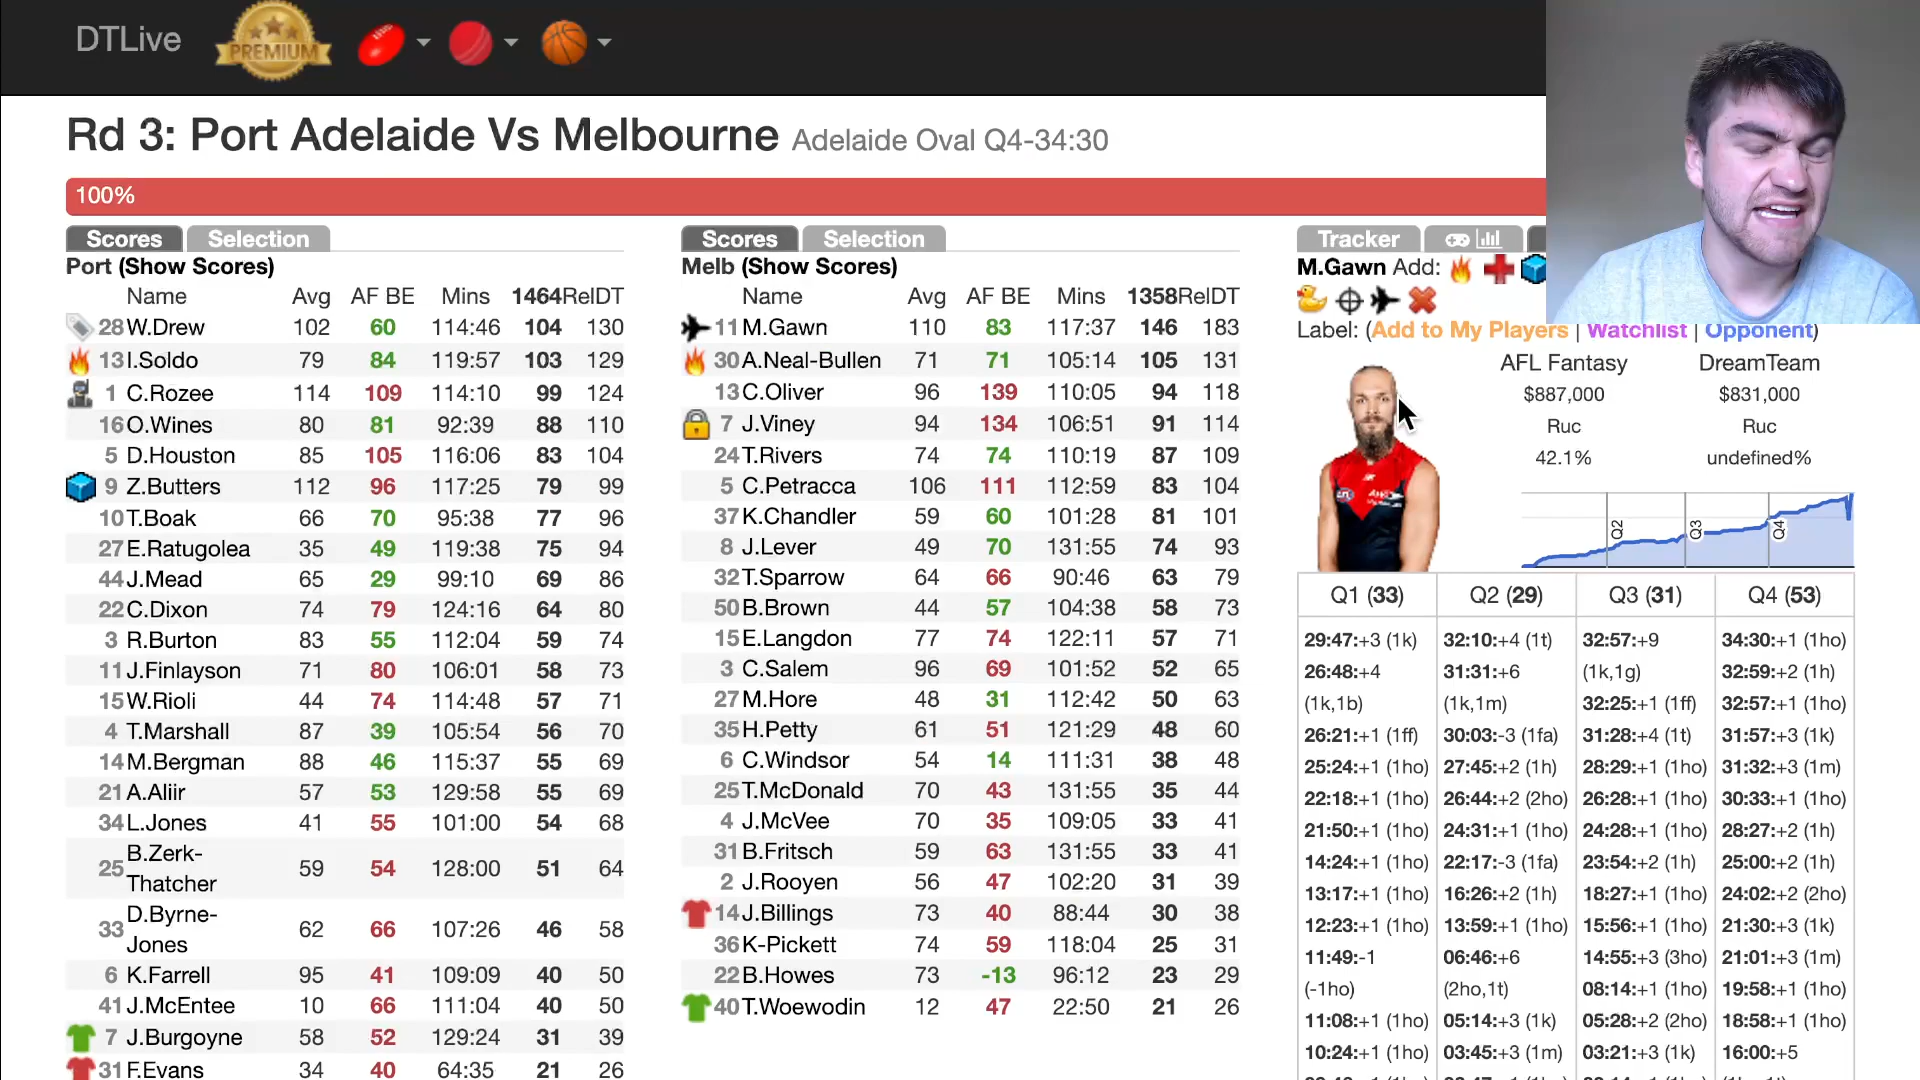 DTLive PREMIUM
Rd 3: Port Adelaide Vs Melbourne Adelaide Oval Q4-34:30
100%
Scores Selection
Port (Show Scores)
Name Avg AF BE Mins 1464 RelDT
28 W.Drew 102 60 114:46 104 130
13 I.Soldo 79 84 119:57 103 129
1 C.Rozee 114 109 114:10 99 124
16 O.Wines 80 81 92:39 88 110
5 D.Houston 85 105 116:06 83 104
9 Z.Butters 112 96 117:25 79 99
10 T.Boak 66 70 95:38 77 96
27 E.Ratugolea 35 49 119:38 75 94
44 J.Mead 65 29 99:10 69 86
22 C.Dixon 74 79 124:16 64 80
3 R.Burton 83 55 112:04 59 74
11 J.Finlayson 71 80 106:01 58 73
15 W.Rioli 44 74 114:48 57 71
4 T.Marshall 87 39 105:54 56 70
14 M.Bergman 88 46 115:37 55 69
21 A.Aliir 57 53 129:58 55 69
34 L.Jones 41 55 101:00 54 68
25 B.Zerk-
Thatcher 59 54 128:00 51 64
33 D.Byrne-
Jones 62 66 107:26 46 58
6 K.Farrell 95 41 109:09 40 50
41 J.McEntee 10 66 111:04 40 50
7 J.Burgoyne 58 52 129:24 31 39
31 F.Evans 34 40 64:35 21 26
Scores Selection
Melb (Show Scores)
Name Avg AF BE Mins 1358 RelDT
11 M.Gawn 110 83 117:37 146 183
30 A.Neal-Bullen 71 71 105:14 105 131
13 C.Oliver 96 139 110:05 94 118
7 J.Viney 94 134 106:51 91 114
24 T.Rivers 74 74 110:19 87 109
5 C.Petracca 106 111 112:59 83 104
37 K.Chandler 59 60 101:28 81 101
8 J.Lever 49 70 131:55 74 93
32 T.Sparrow 64 66 90:46 63 79
50 B.Brown 44 57 104:38 58 73
15 E.Langdon 77 74 122:11 57 71
3 C.Salem 96 69 101:52 52 65
27 M.Hore 48 31 112:42 50 63
35 H.Petty 61 51 121:29 48 60
6 C.Windsor 54 14 111:31 38 48
25 T.McDonald 70 43 131:55 35 44
4 J.McVee 70 35 109:05 33 41
31 B.Fritsch 59 63 131:55 33 41
2 J.Rooyen 56 47 102:20 31 39
14 J.Billings 73 40 88:44 30 38
36 K-Pickett 74 59 118:04 25 31
22 B.Howes 73 -13 96:12 23 29
40 T.Woewodin 12 47 22:50 21 26
Tracker
M.Gawn Add:
Label: (Add to My Players | Watchlist | Opponent)
AFL Fantasy DreamTeam
$887,000 $831,000
Ruc Ruc
42.1% undefined%
Q2 Q3 Q4
Q1 (33) Q2 (29) Q3 (31) Q4 (53)
29:47:+3 (1k) 32:10:+4 (1t) 32:57:+9 34:30:+1 (1ho)
26:48:+4 31:31:+6 (1k,1g) 32:59:+2 (1h)
(1k,1b) (1k,1m) 32:25:+1 (1ff) 32:57:+1 (1ho)
26:21:+1 (1ff) 30:03:-3 (1fa) 31:28:+4 (1t) 31:57:+3 (1k)
25:24:+1 (1ho) 27:45:+2 (1h) 28:29:+1 (1ho) 31:32:+3 (1m)
22:18:+1 (1ho) 26:44:+2 (2ho) 26:28:+1 (1ho) 30:33:+1 (1ho)
21:50:+1 (1ho) 24:31:+1 (1ho) 24:28:+1 (1ho) 28:27:+2 (1h)
14:24:+1 (1ho) 22:17:-3 (1fa) 23:54:+2 (1h) 25:00:+2 (1h)
13:17:+1 (1ho) 16:26:+2 (1h) 18:27:+1 (1ho) 24:02:+2 (2ho)
12:23:+1 (1ho) 13:59:+1 (1ho) 15:56:+1 (1ho) 21:30:+3 (1k)
11:49:-1 06:46:+6 14:55:+3 (3ho) 21:01:+3 (1m)
(-1ho) (2ho,1t) 08:14:+1 (1ho) 19:58:+1 (1ho)
11:08:+1 (1ho) 05:14:+3 (1k) 05:28:+2 (2ho) 18:58:+1 (1ho)
10:24:+1 (1ho) 03:45:+3 (1m) 03:21:+3 (1k) 16:00:+5